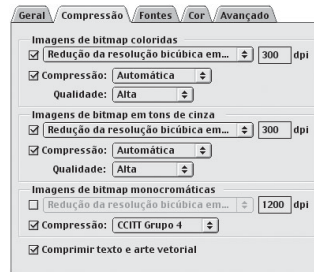 Geral Compressão Fontes Cor Avançado
Imagens de bitmap coloridas
Redução da resolução bicúbica em... 300 dpi
Compressão: Automática
Qualidade: Alta
Imagens de bitmap em tons de cinza
Redução da resolução bicúbica em... 300 dpi
Compressão: Automática
Qualidade: Alta
Imagens de bitmap monocromáticas
Redução da resolução bicúbica em... 1200 dpi
Compressão: CCITT Grupo 4
Comprimir texto e arte vetorial